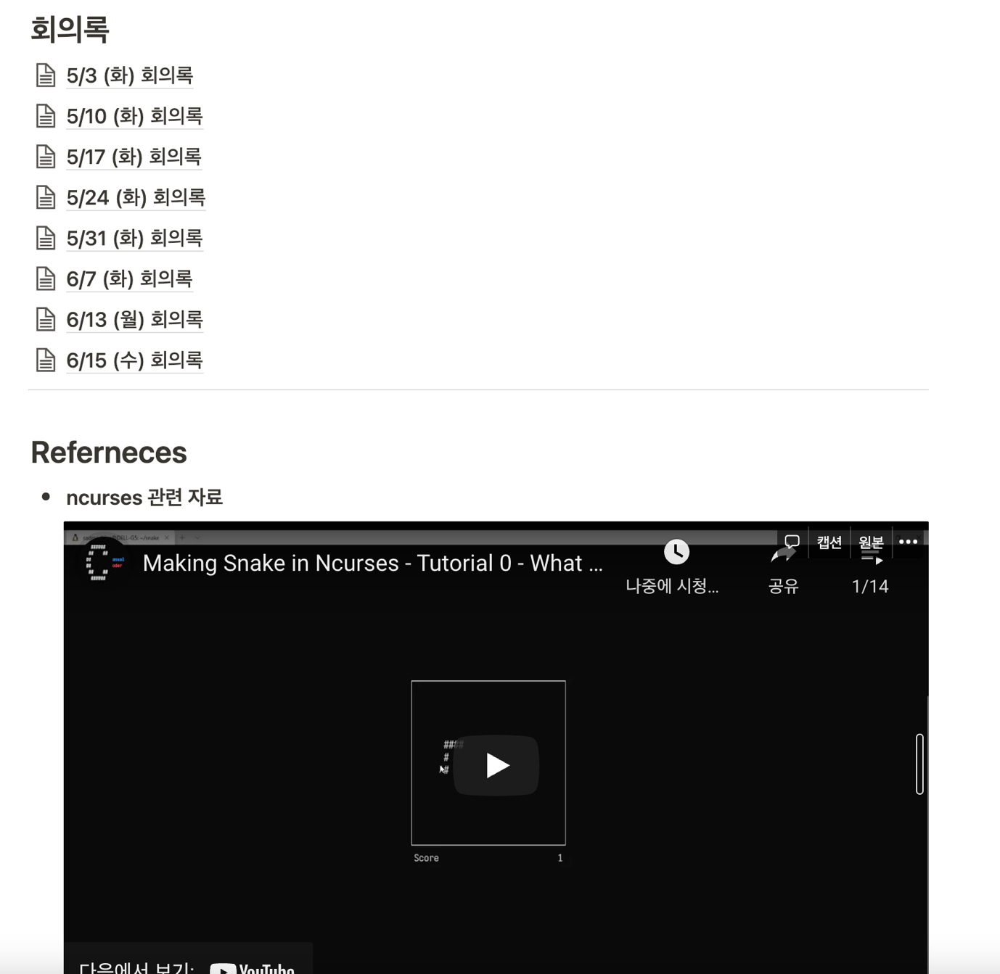 회의록
5/3 (화) 회의록
5/10 (화) 회의록
5/17 (화) 회의록
5/24 (화) 회의록
5/31 (화) 회의록
6/7 (화) 회의록
6/13 (월) 회의록
6/15 (수) 회의록
Referneces
ncurses 관련 자료
Making Snake in Ncurses - Tutorial 0 - What ...
캡션
원본
나중에 시청...
공유
1/14
####
#
#
Score 1
다음에서 보기: YouTube